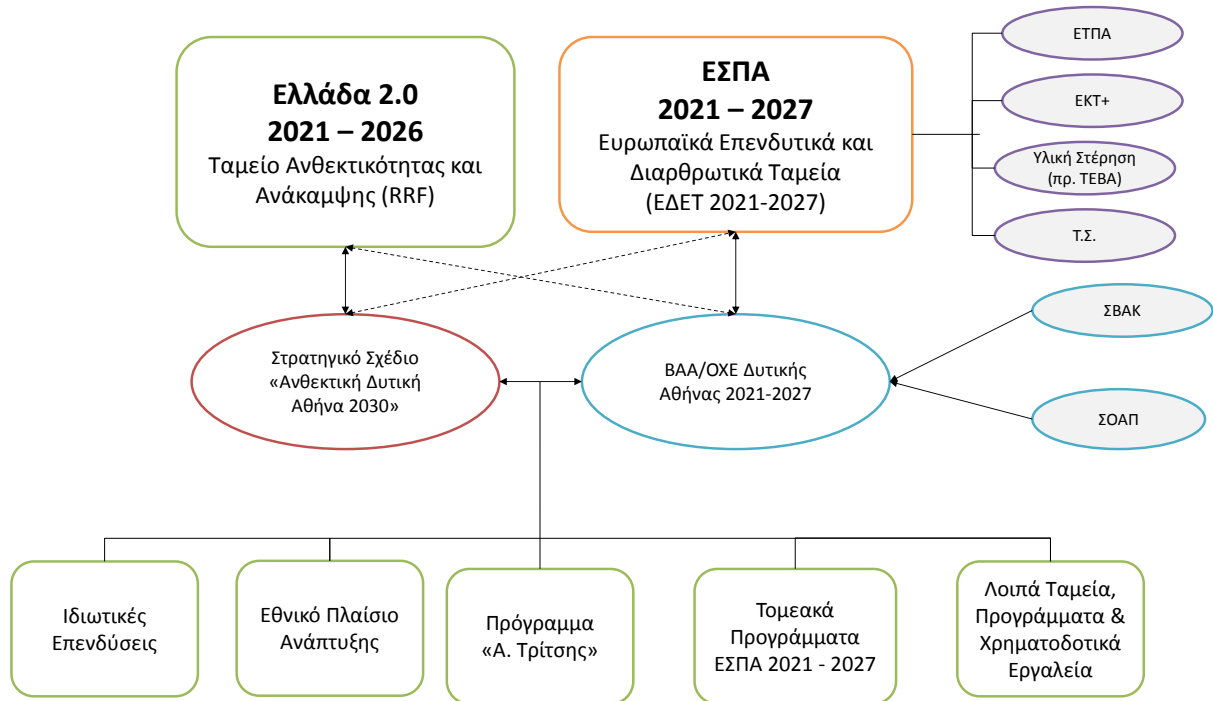 Ελλάδα 2.0
2021 – 2026
Ταμείο Ανθεκτικότητας και
Ανάκαμψης (RRF)
ΕΣΠΑ
2021 – 2027
Ευρωπαϊκά Επενδυτικά και
Διαρθρωτικά Ταμεία
(ΕΔΕΤ 2021-2027)
ΕΤΠΑ
ΕΚΤ+
Υλική Στέρηση
(πρ. ΤΕΒΑ)
Τ.Σ.
Στρατηγικό Σχέδιο
«Ανθεκτική Δυτική
Αθήνα 2030»
ΒΑΑ/ΟΧΕ Δυτικής
Αθήνας 2021-2027
ΣΒΑΚ
ΣΟΑΠ
Ιδιωτικές
Επενδύσεις
Εθνικό Πλαίσιο
Ανάπτυξης
Πρόγραμμα
«Α. Τρίτσης»
Τομεακά
Προγράμματα
ΕΣΠΑ 2021 - 2027
Λοιπά Ταμεία,
Προγράμματα &
Χρηματοδοτικά
Εργαλεία